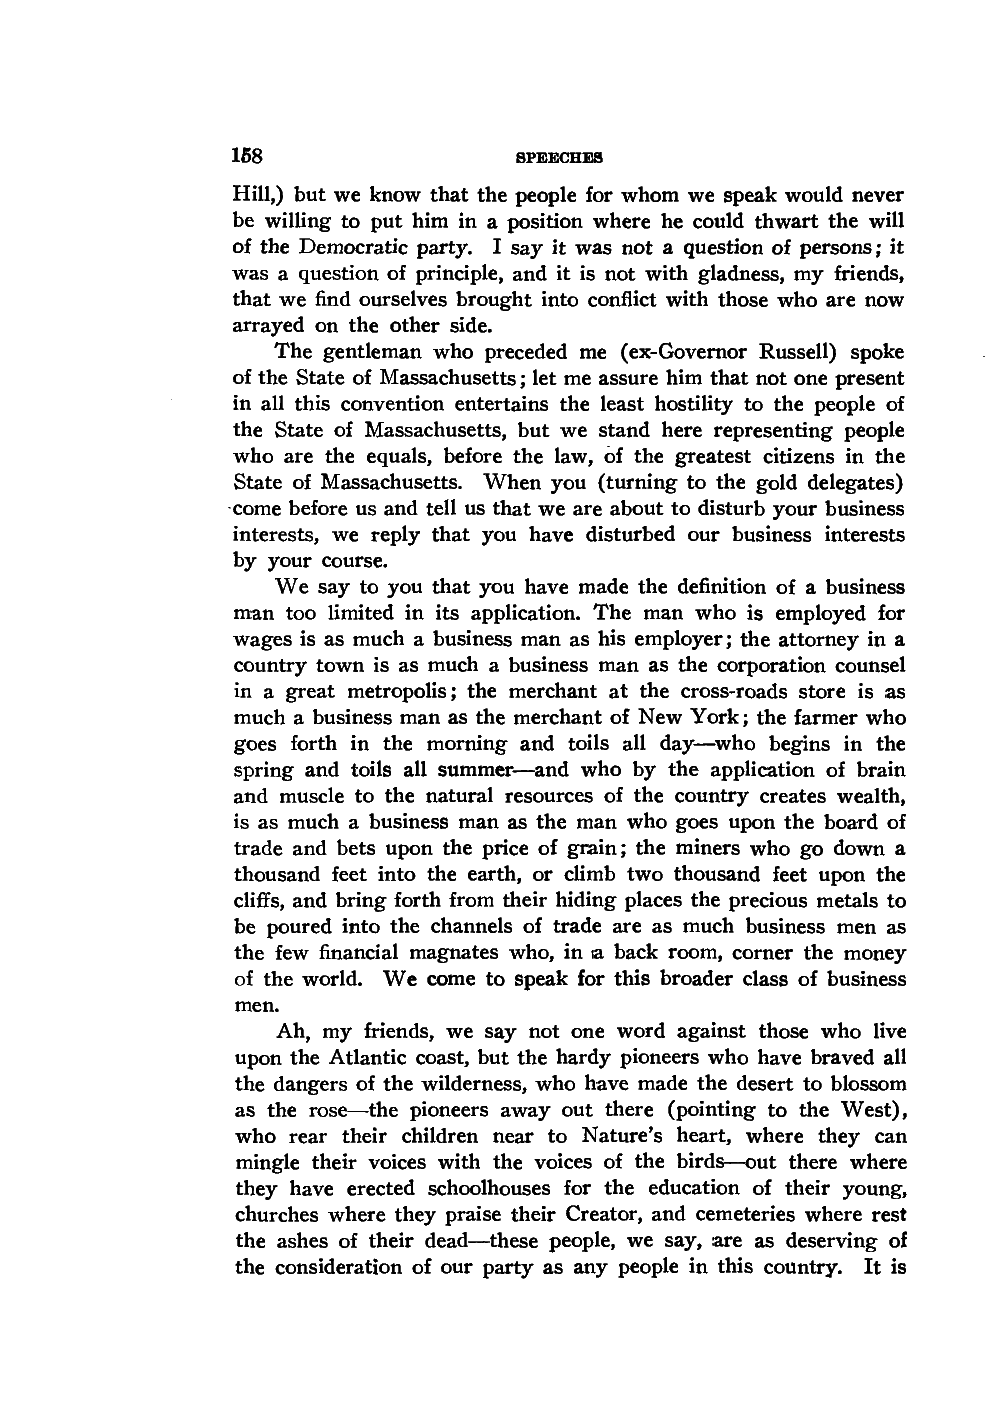 158 SPEECHES
Hill,) but we know that the people for whom we speak would never
be willing to put him in a position where he could thwart the will
of the Democratic party. I say it was not a question of persons; it
was a question of principle, and it is not with gladness, my friends,
that we find ourselves brought into conflict with those who are now
arrayed on the other side.
The gentleman who preceded me (ex-Governor Russell) spoke
of the State of Massachusetts; let me assure him that not one present
in all this convention entertains the least hostility to the people of
the State of Massachusetts, but we stand here representing people
who are the equals, before the law, of the greatest citizens in the
State of Massachusetts. When you (turning to the gold delegates)
come before us and tell us that we are about to disturb your business
interests, we reply that you have disturbed our business interests
by your course.
We say to you that you have made the definition of a business
man too limited in its application. The man who is employed for
wages is as much a business man as his employer; the attorney in a
country town is as much a business man as the corporation counsel
in a great metropolis; the merchant at the cross-roads store is as
much a business man as the merchant of New York; the farmer who
goes forth in the morning and toils all day—who begins in the
spring and toils all summer—and who by the application of brain
and muscle to the natural resources of the country creates wealth,
is as much a business man as the man who goes upon the board of
trade and bets upon the price of grain; the miners who go down a
thousand feet into the earth, or climb two thousand feet upon the
cliffs, and bring forth from their hiding places the precious metals to
be poured into the channels of trade are as much business men as
the few financial magnates who, in a back room, corner the money
of the world. We come to speak for this broader class of business
men.
Ah, my friends, we say not one word against those who live
upon the Atlantic coast, but the hardy pioneers who have braved all
the dangers of the wilderness, who have made the desert to blossom
as the rose—the pioneers away out there (pointing to the West),
who rear their children near to Nature's heart, where they can
mingle their voices with the voices of the birds—out there where
they have erected schoolhouses for the education of their young,
churches where they praise their Creator, and cemeteries where rest
the ashes of their dead—these people, we say, are as deserving of
the consideration of our party as any people in this country. It is